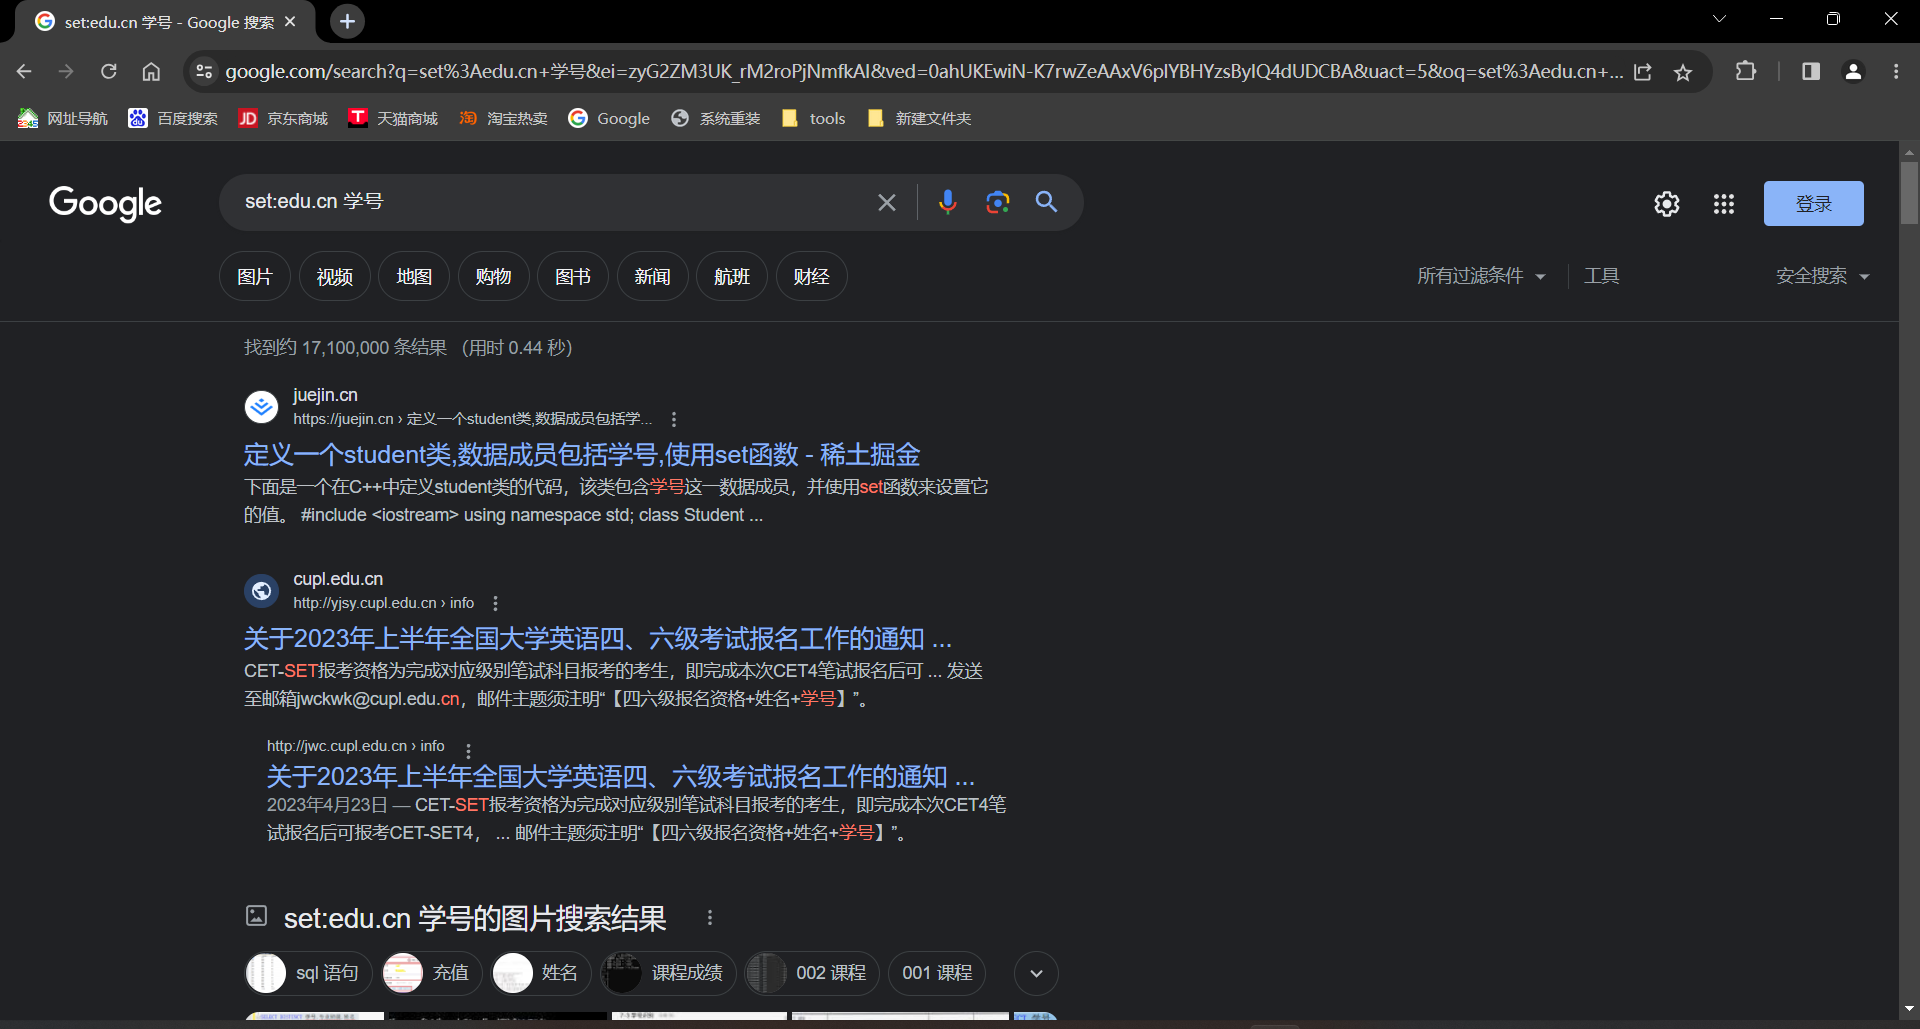 set:edu.cn 学号 - Google 搜索
google.com/search?q=set%3Aedu.cn+学号&ei=zyG2ZM3UK_rM2roPjNmfkAI&ved=0ahUKEwiN-K7rwZeAAxV6plYBHYzsByIQ4dUDCBA&uact=5&oq=set%3Aedu.cn+...
网址导航 百度搜索 JD 京东商城 T 天猫商城 淘 淘宝热卖 Google 系统重装 tools 新建文件夹
Google set:edu.cn 学号 登录
图片 视频 地图 购物 图书 新闻 航班 财经 所有过滤条件 工具 安全搜索
找到约 17,100,000 条结果 (用时 0.44 秒)
juejin.cn
https://juejin.cn › 定义一个student类,数据成员包括学...
定义一个student类,数据成员包括学号,使用set函数 - 稀土掘金
下面是一个在C++中定义student类的代码，该类包含学号这一数据成员，并使用set函数来设置它
的值。 #include <iostream> using namespace std; class Student ...
cupl.edu.cn
http://yjsy.cupl.edu.cn › info
关于2023年上半年全国大学英语四、六级考试报名工作的通知 ...
CET-SET报考资格为完成对应级别笔试科目报考的考生，即完成本次CET4笔试报名后可 ... 发送
至邮箱jwckwk@cupl.edu.cn，邮件主题须注明“【四六级报名资格+姓名+学号】”。
http://jwc.cupl.edu.cn › info
关于2023年上半年全国大学英语四、六级考试报名工作的通知 ...
2023年4月23日 — CET-SET报考资格为完成对应级别笔试科目报考的考生，即完成本次CET4笔
试报名后可报考CET-SET4， ... 邮件主题须注明“【四六级报名资格+姓名+学号】”。
set:edu.cn 学号的图片搜索结果
sql 语句 充值 姓名 课程成绩 002 课程 001 课程